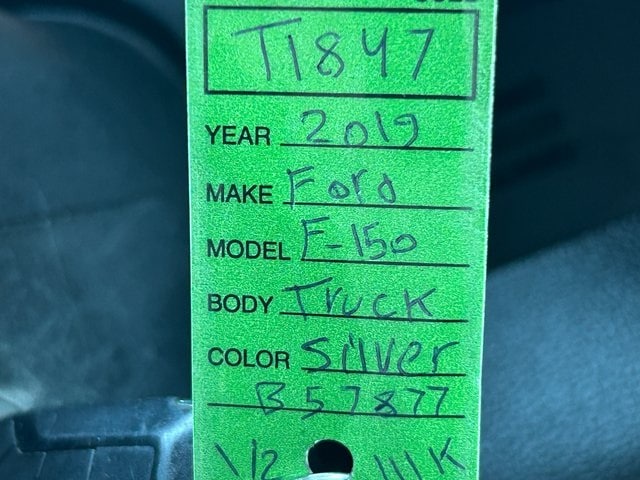 T1847
YEAR 2019
MAKE Ford
MODEL F-150
BODY Truck
COLOR Silver
B57877
1/2 111K